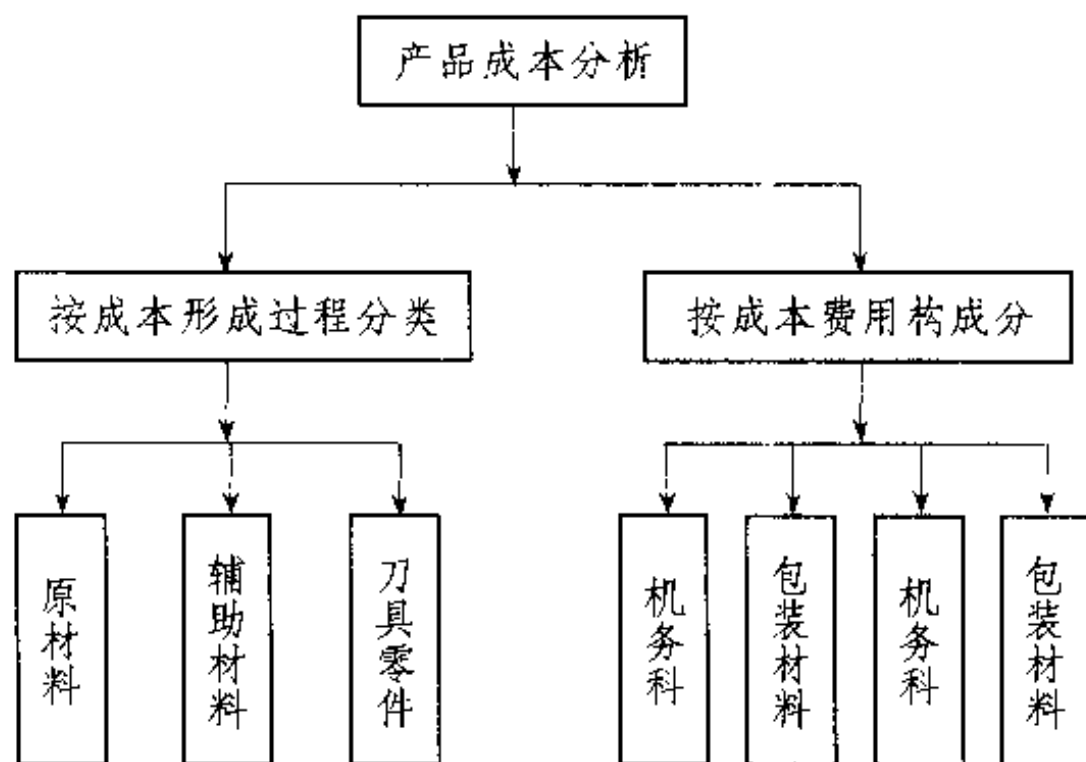 产品成本分析
按成本形成过程分类
按成本费用构成分
原材料
辅助材料
刀具零件
机务科
包装材料
机务科
包装材料